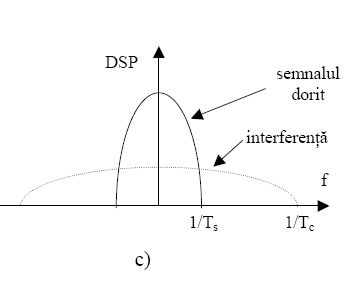 DSP
semnalul
dorit
interferență
f
1/Ts
1/Tc
c)